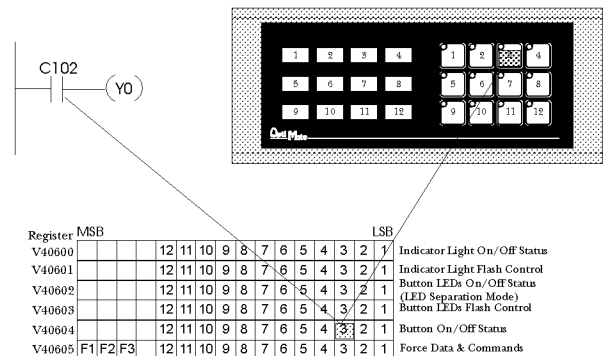 C102
Y0
1 2 3 4
5 6 7 8
9 10 11 12
1 2 4
5 6 7 8
9 10 11 12
Opti Mate
Register MSB LSB
V40600 12 11 10 9 8 7 6 5 4 3 2 1 Indicator Light On/Off Status
V40601 12 11 10 9 8 7 6 5 4 3 2 1 Indicator Light Flash Control
V40602 12 11 10 9 8 7 6 5 4 3 2 1 Button LEDs On/Off Status
(LED Separation Mode)
V40603 12 11 10 9 8 7 6 5 4 3 2 1 Button LEDs Flash Control
V40604 12 11 10 9 8 7 6 5 4 3 2 1 Button On/Off Status
V40605 F1 F2 F3 12 11 10 9 8 7 6 5 4 3 2 1 Force Data & Commands